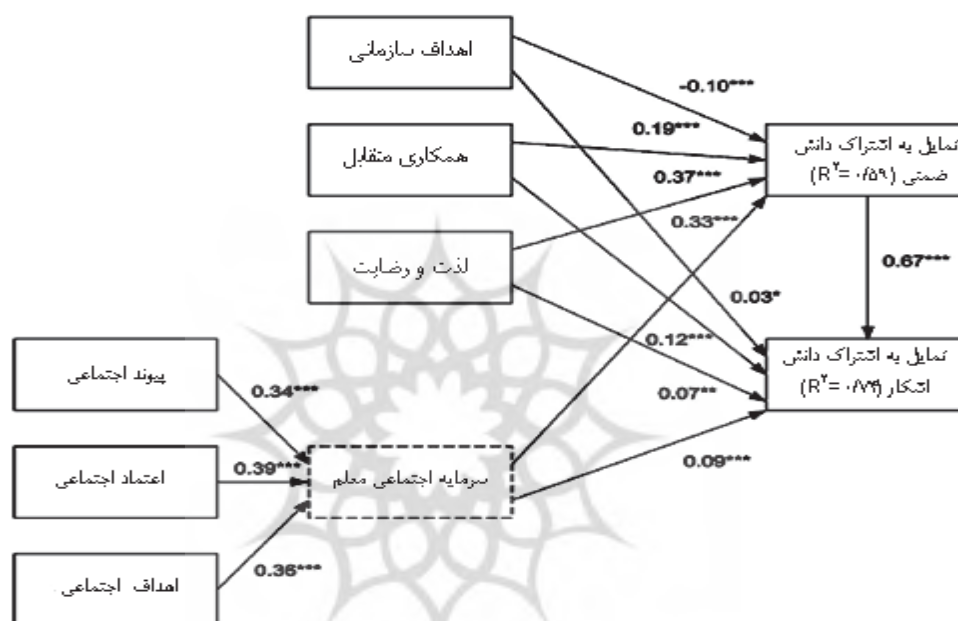 اهداف سازمانی
-0.10***
0.19***
تمایل به اشتراک دانش
ضمنی (R۲= ۰/۵۹)
همکاری متقابل
0.37***
0.33***
لذت و رضایت
0.67***
0.03*
0.12***
تمایل به اشتراک دانش
اشکار (R۲= ۰/۷۴)
پیوند اجتماعی
0.34***
0.07**
اعتماد اجتماعی
0.39***
سرمایه اجتماعی معلم
0.09***
اهداف اجتماعی
0.36***